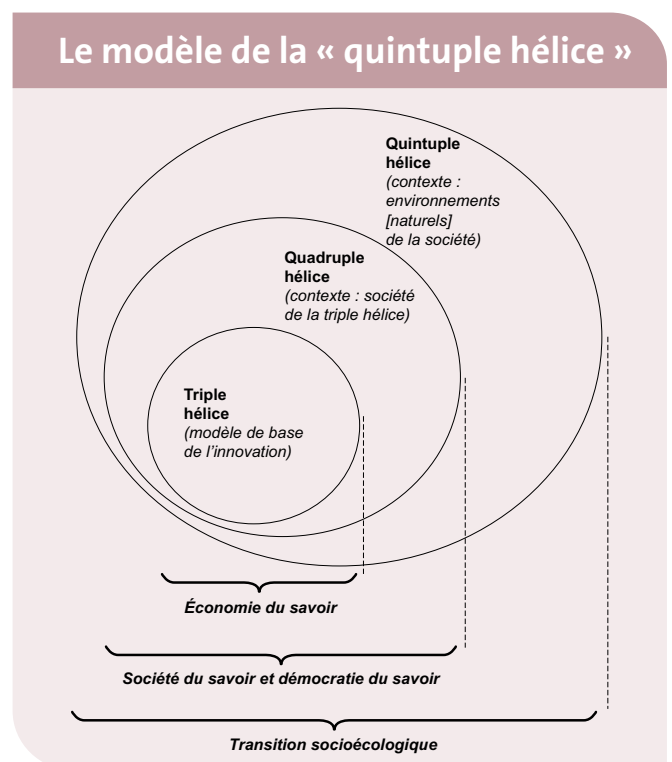 Le modèle de la « quintuple hélice »
Quintuple
hélice
(contexte :
environnements
[naturels]
de la société)
Quadruple
hélice
(contexte : société
de la triple hélice)
Triple
hélice
(modèle de base
de l’innovation)
Économie du savoir
Société du savoir et démocratie du savoir
Transition socioécologique